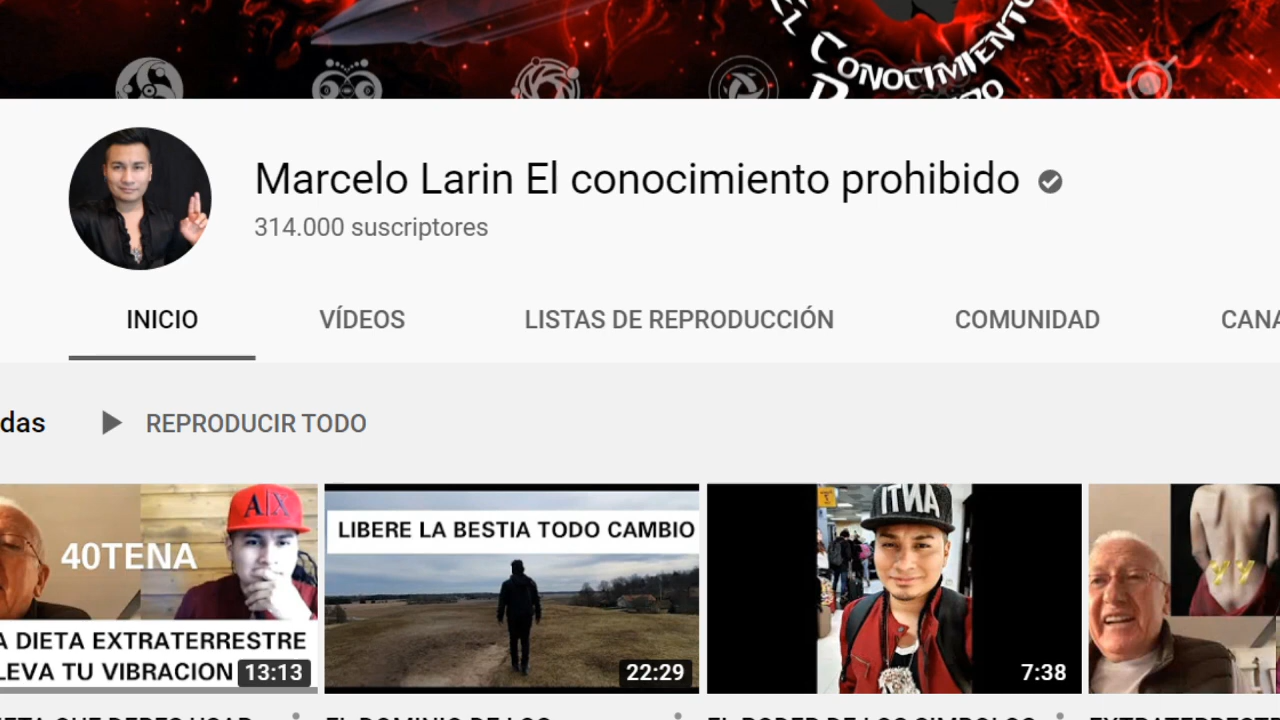 EL CONOCIMIENTO
Marcelo Larin El conocimiento prohibido
314.000 suscriptores
INICIO
VÍDEOS
LISTAS DE REPRODUCCIÓN
COMUNIDAD
CANA
das
REPRODUCIR TODO
40TENA
A DIETA EXTRATERRESTRE
LEVA TU VIBRACION
13:13
A|X
LIBERE LA BESTIA TODO CAMBIO
22:29
7:38
EL DOMINIO DE LOS
EL PODER DE LOS SIMBOLOS